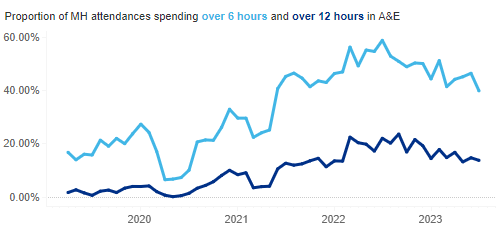 Proportion of MH attendances spending over 6 hours and over 12 hours in A&E
60.00%
40.00%
20.00%
0.00%
2020 2021 2022 2023